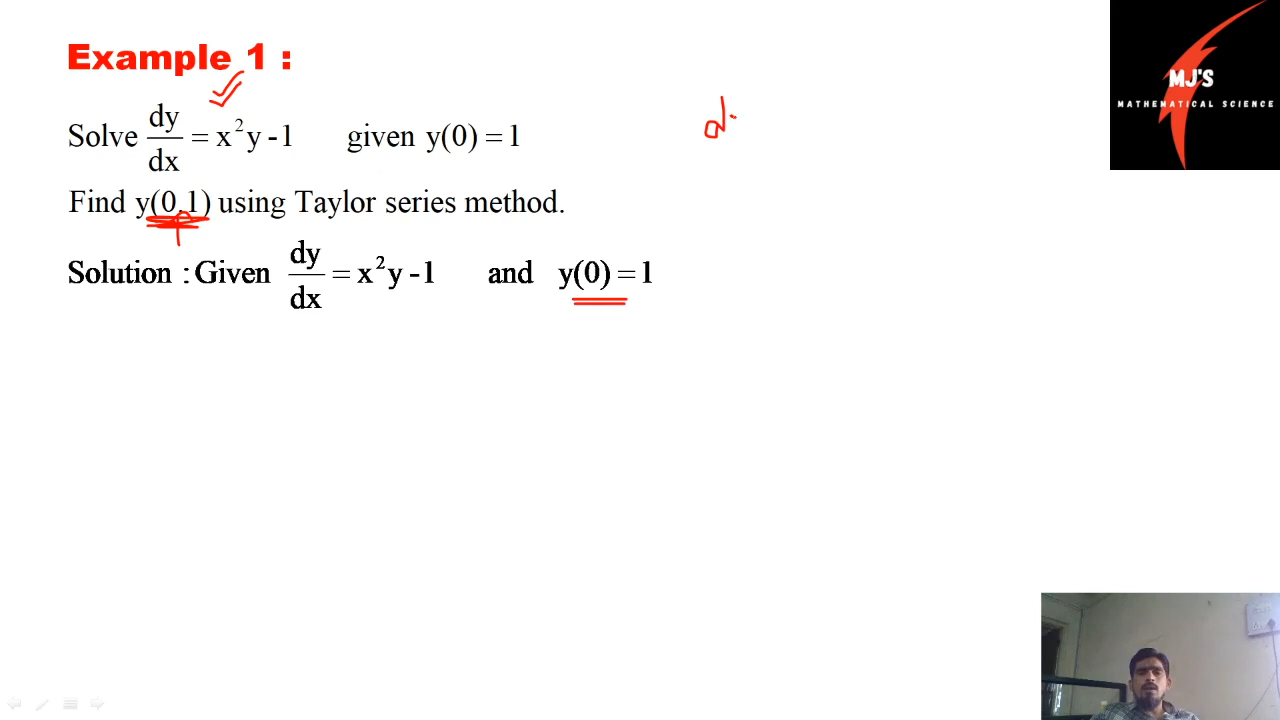 Example 1 :
Solve dy/dx = x²y - 1 given y(0) = 1
Find y(0.1) using Taylor series method.
Solution : Given dy/dx = x²y - 1 and y(0) = 1
MJ'S
MATHEMATICAL SCIENCE